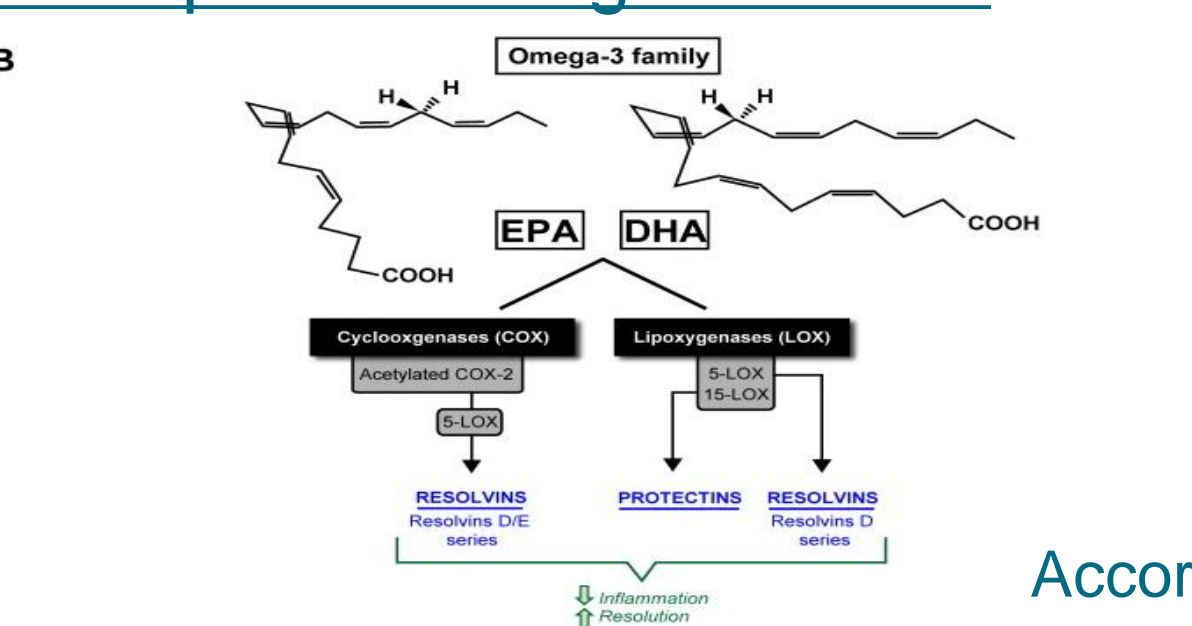 B
Omega-3 family
H H
H H
COOH
EPA
DHA
COOH
Cyclooxgenases (COX)
Lipoxygenases (LOX)
Acetylated COX-2
5-LOX
15-LOX
5-LOX
RESOLVINS
Resolvins D/E
series
PROTECTINS
RESOLVINS
Resolvins D
series
Accor
Inflammation
Resolution